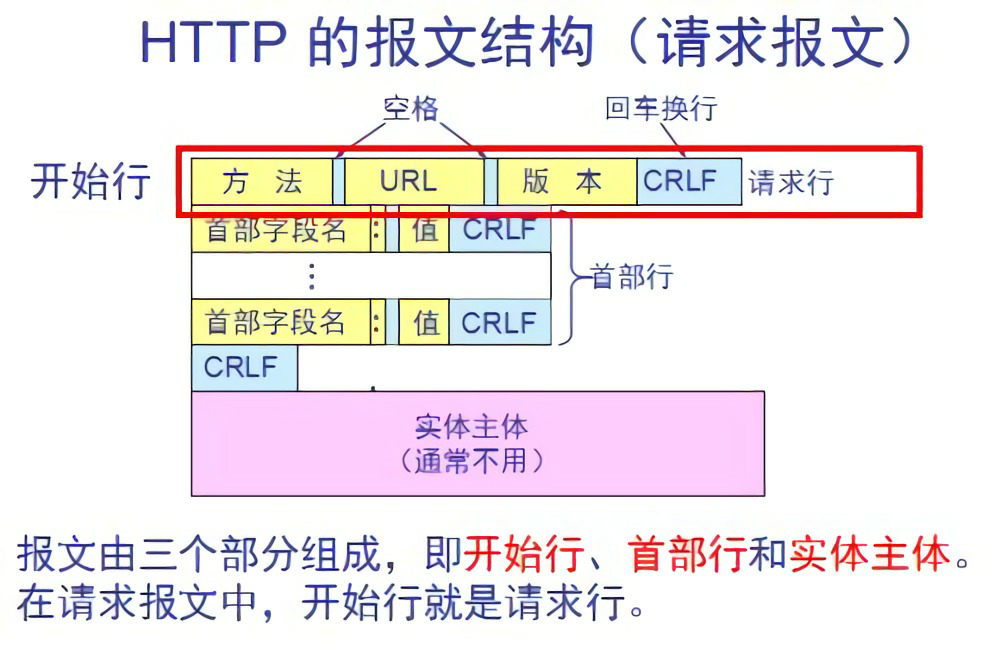 HTTP 的报文结构（请求报文）
空格 回车换行
开始行 方 法 URL 版 本 CRLF 请求行
首部字段名 : 值 CRLF
⋮ 首部行
首部字段名 : 值 CRLF
CRLF
实体主体
（通常不用）
报文由三个部分组成，即开始行、首部行和实体主体。
在请求报文中，开始行就是请求行。